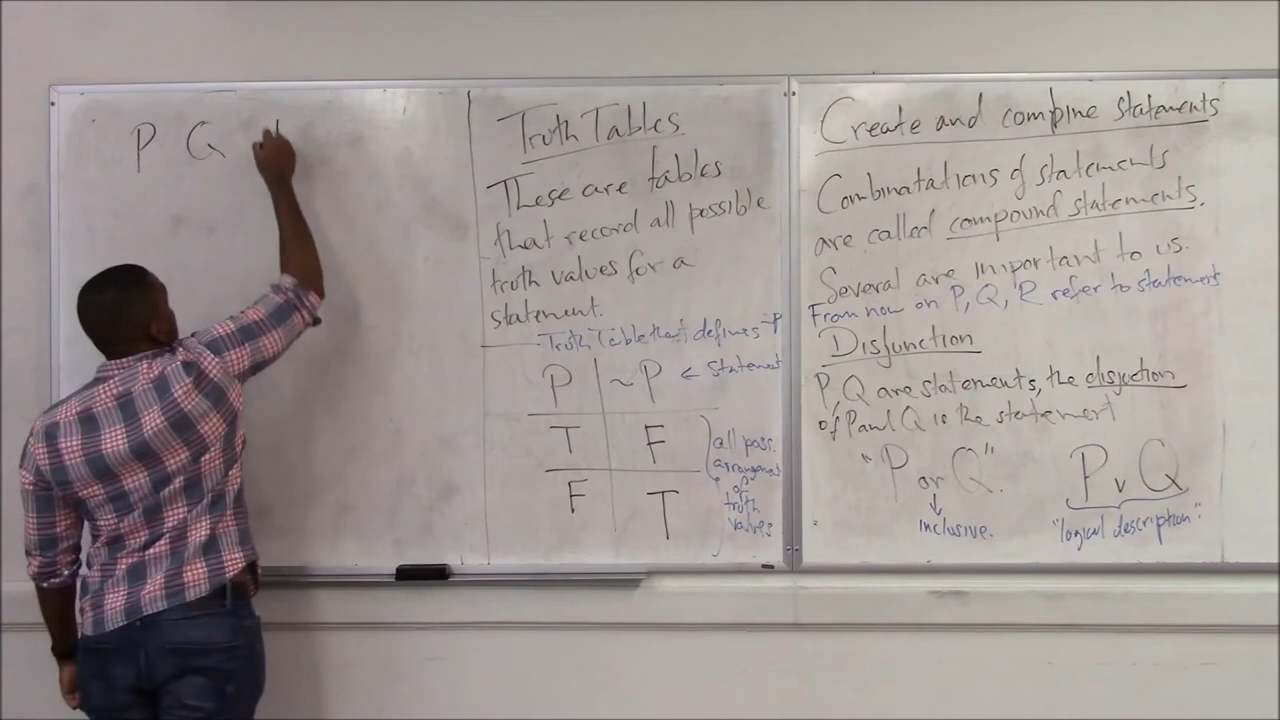 P Q
Truth Tables
These are tables
that record all possible
truth values for a
statement.
Truth Table that defines ~P
P ~P ← statement
T F
F T
all poss.
arrangemet
of
truth
values
Create and combine statements
Combinatations of statements
are called compound statements.
Several are important to us.
From now on P, Q, R refer to statements
Disjunction
P, Q are statements, the disjuction
of P and Q is the statement
"P or Q". P ∨ Q
↓
inclusive. "logical description".